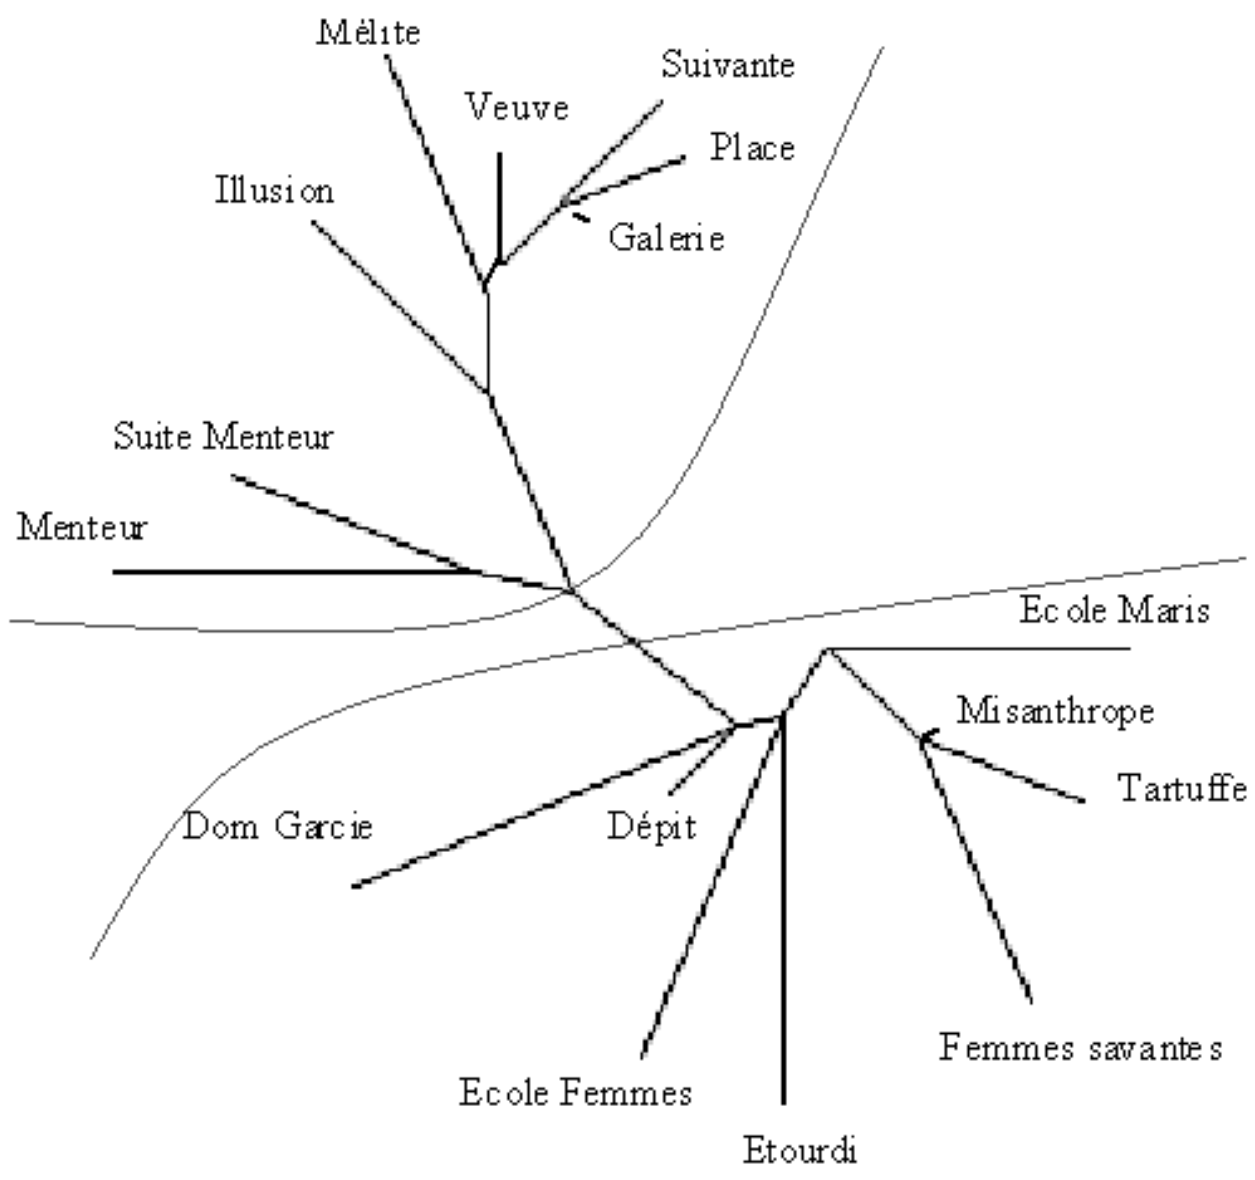 Mélite
Suivante
Veuve
Place
Illusion
Galerie
Suite Menteur
Menteur
Ecole Maris
Misanthrope
Tartuffe
Dom Garcie
Dépit
Femmes savantes
Ecole Femmes
Etourdi